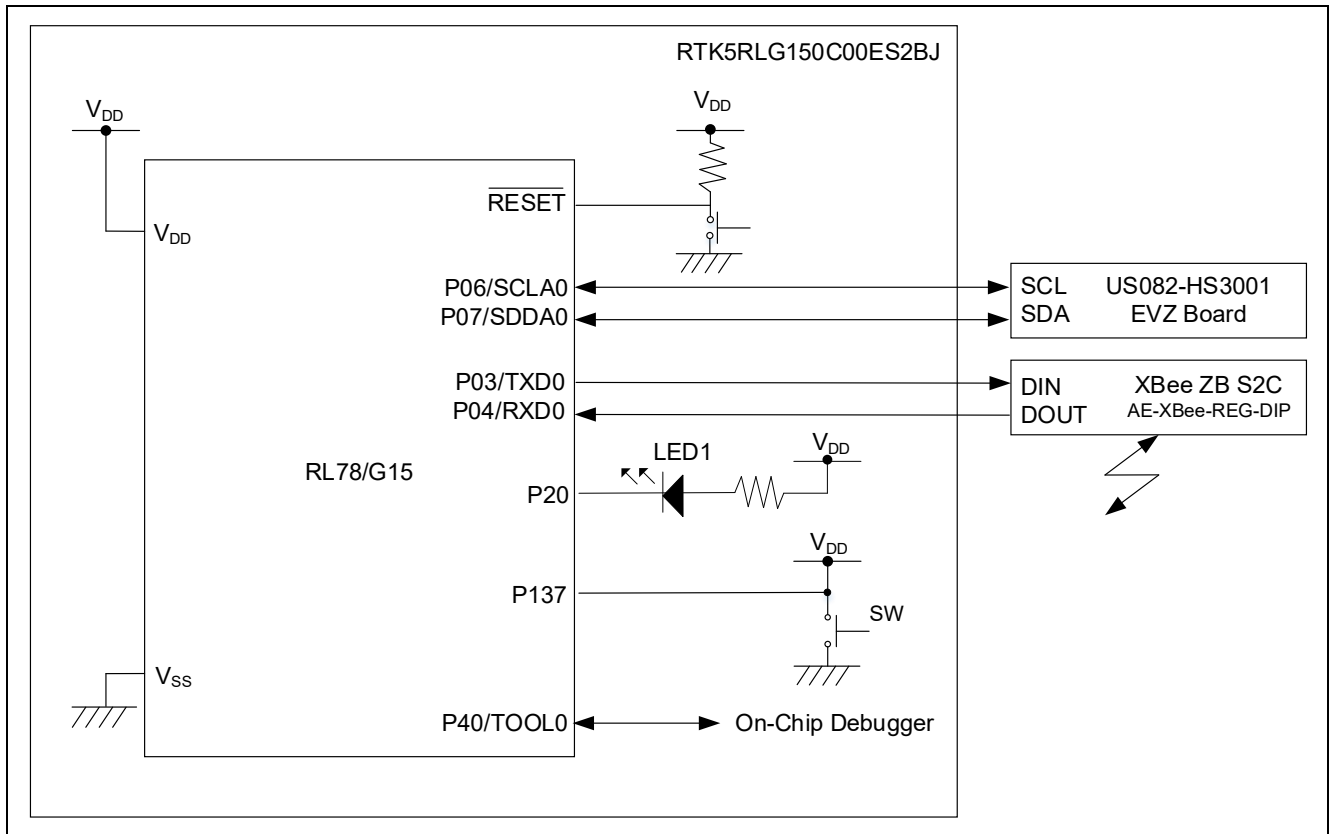 RTK5RLG150C00ES2BJ
VDD
VDD
RESET
VDD
P06/SCLA0
SCL US082-HS3001
P07/SDDA0
SDA EVZ Board
P03/TXD0
DIN XBee ZB S2C
P04/RXD0
DOUT AE-XBee-REG-DIP
LED1
VDD
RL78/G15
P20
VDD
P137
SW
VSS
P40/TOOL0
On-Chip Debugger